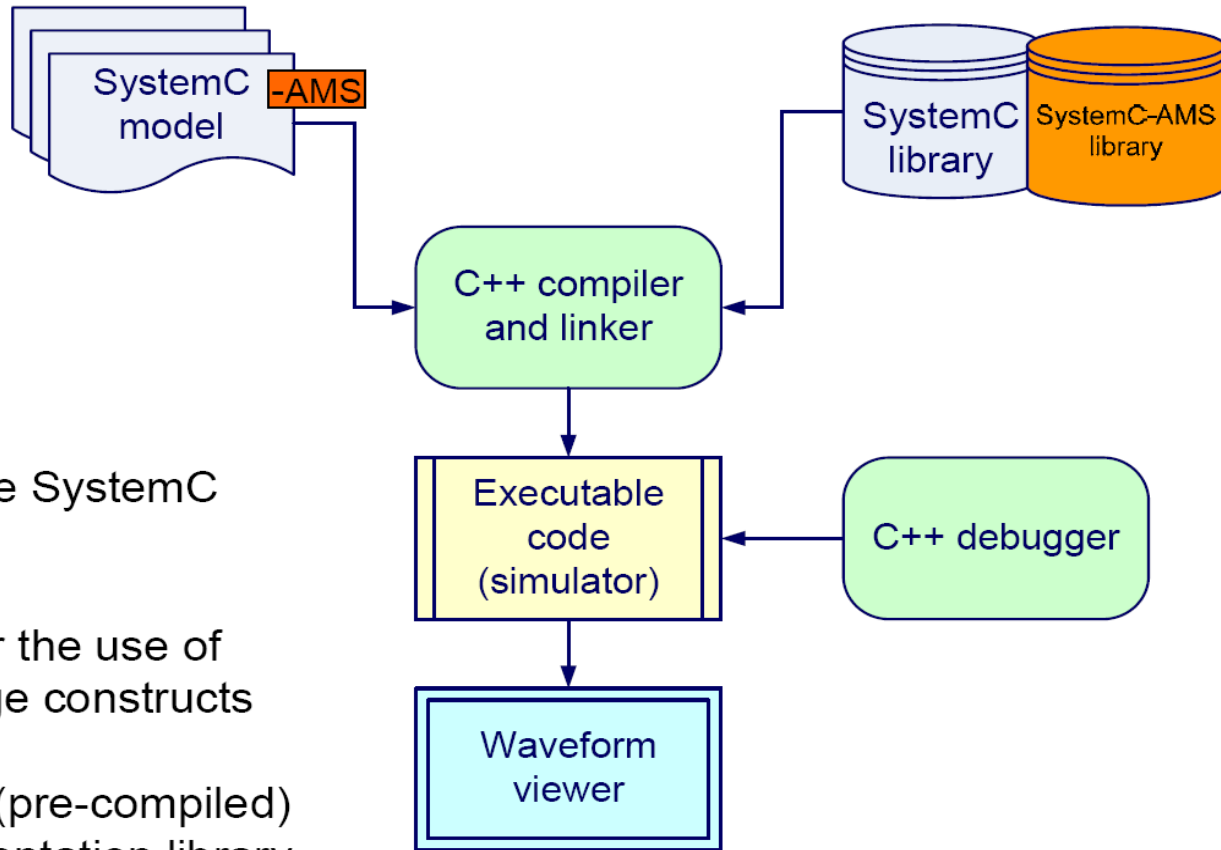 SystemC
model
-AMS
SystemC
library
SystemC-AMS
library
C++ compiler
and linker
Executable
code
(simulator)
C++ debugger
Waveform
viewer
SystemC
the use of
constructs
(pre-compiled)
library